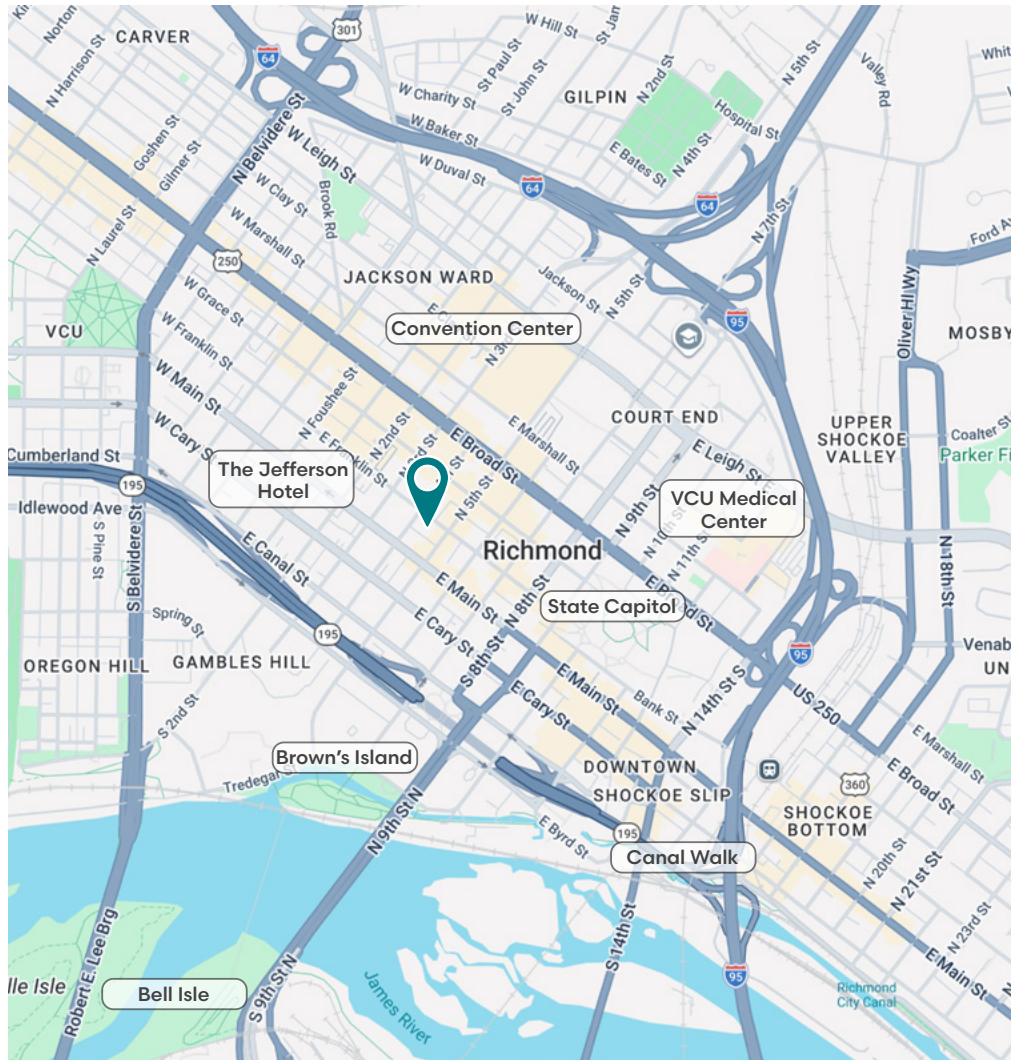 CARVER
301
W Hill St
N 5th St
Norton
64
St Paul St
St John St
N 2nd St
Valley Rd
N Harrison St
W Charity St
GILPIN
Hospital St
W Baker St
Goshen St
Gilmer St
N Belvidere St
W Leigh St
E Bates St
N 4th St
W Duval St
64
64
W Clay St
Brook Rd
N 7th St
N Laurel St
W Marshall St
250
JACKSON WARD
Jackson St
N 5th St
Oliver Hl Wy
W Grace St
Convention Center
95
VCU
W Franklin St
N 3rd
MOSBY
W Main St
N Foushee St
COURT END
UPPER
SHOCKOE
VALLEY
W Cary St
N 2nd St
E Marshall St
Coalter St
E Franklin St
E Broad St
Cumberland St
The Jefferson
Hotel
E Leigh St
Parker Fi
195
N 5th St
N 9th St
VCU Medical
Center
Idlewood Ave
S Pine St
N 10th St
N 11th St
E Canal St
Richmond
N 18th St
S Belvidere St
E Main St
N 8th St
State Capitol
E Broad St
Spring St
195
E Cary St
Venab
OREGON HILL
GAMBLES HILL
S 8th St
95
UN
S 2nd St
E Main St
Bank St
N 14th St
US 250
E Cary St
Brown's Island
E Marshall St
Tredegar St
DOWNTOWN
SHOCKOE SLIP
360
E Broad St
N 9th St N
E Byrd St
195
SHOCKOE
BOTTOM
Canal Walk
N 20th St
N 21st St
Robert E. Lee Brg
S 14th St
N 23rd St
E Main St
lle Isle
Bell Isle
S 9th St N
James River
95
Richmond
City Canal